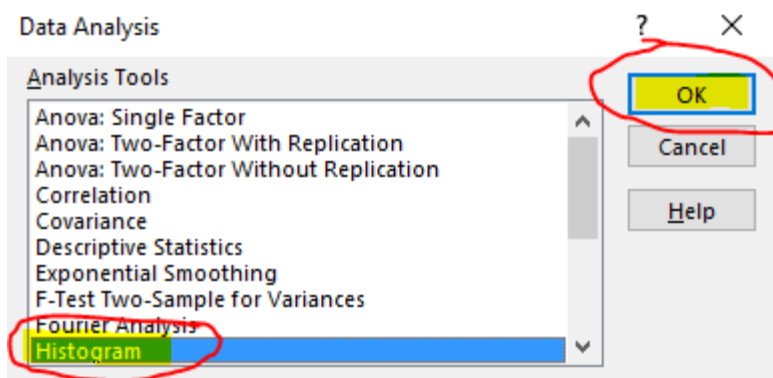 Data Analysis ? ×
Analysis Tools
OK
Cancel
Help
Anova: Single Factor
Anova: Two-Factor With Replication
Anova: Two-Factor Without Replication
Correlation
Covariance
Descriptive Statistics
Exponential Smoothing
F-Test Two-Sample for Variances
Fourier Analysis
Histogram